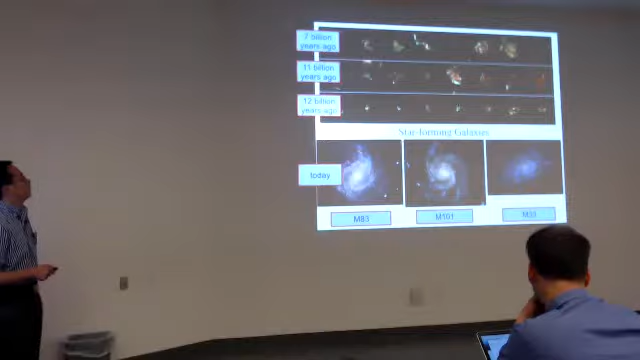 7 billion
years ago
11 billion
years ago
12 billion
years ago
Star-forming Galaxies
today
M83
M101
M33